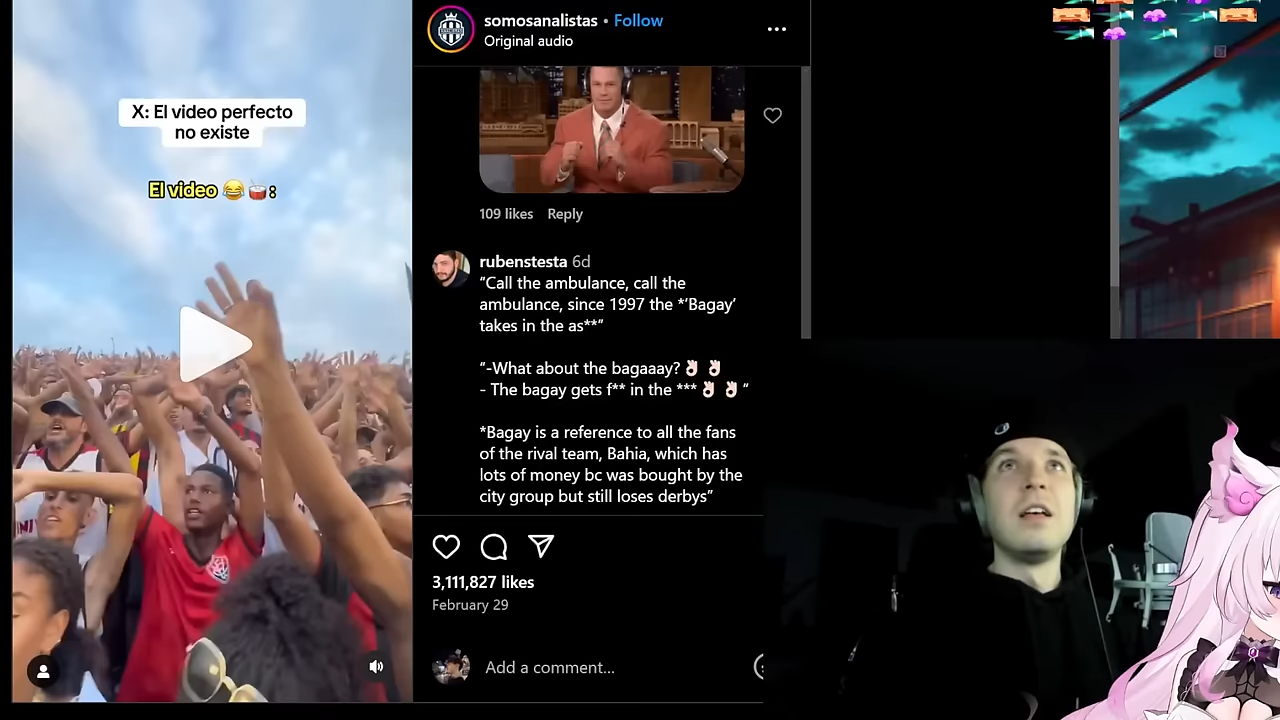 X: El video perfecto
no existe
El video 😂🥁:
somosanalistas • Follow
Original audio
109 likes Reply
rubenstesta 6d
“Call the ambulance, call the
ambulance, since 1997 the *’Bagay’
takes in the as**”
“-What about the bagaaay? 👌🏻 👌🏻
- The bagay gets f** in the *** 👌🏻 👌🏻 “
*Bagay is a reference to all the fans
of the rival team, Bahia, which has
lots of money bc was bought by the
city group but still loses derbys”
3,111,827 likes
February 29
Add a comment...